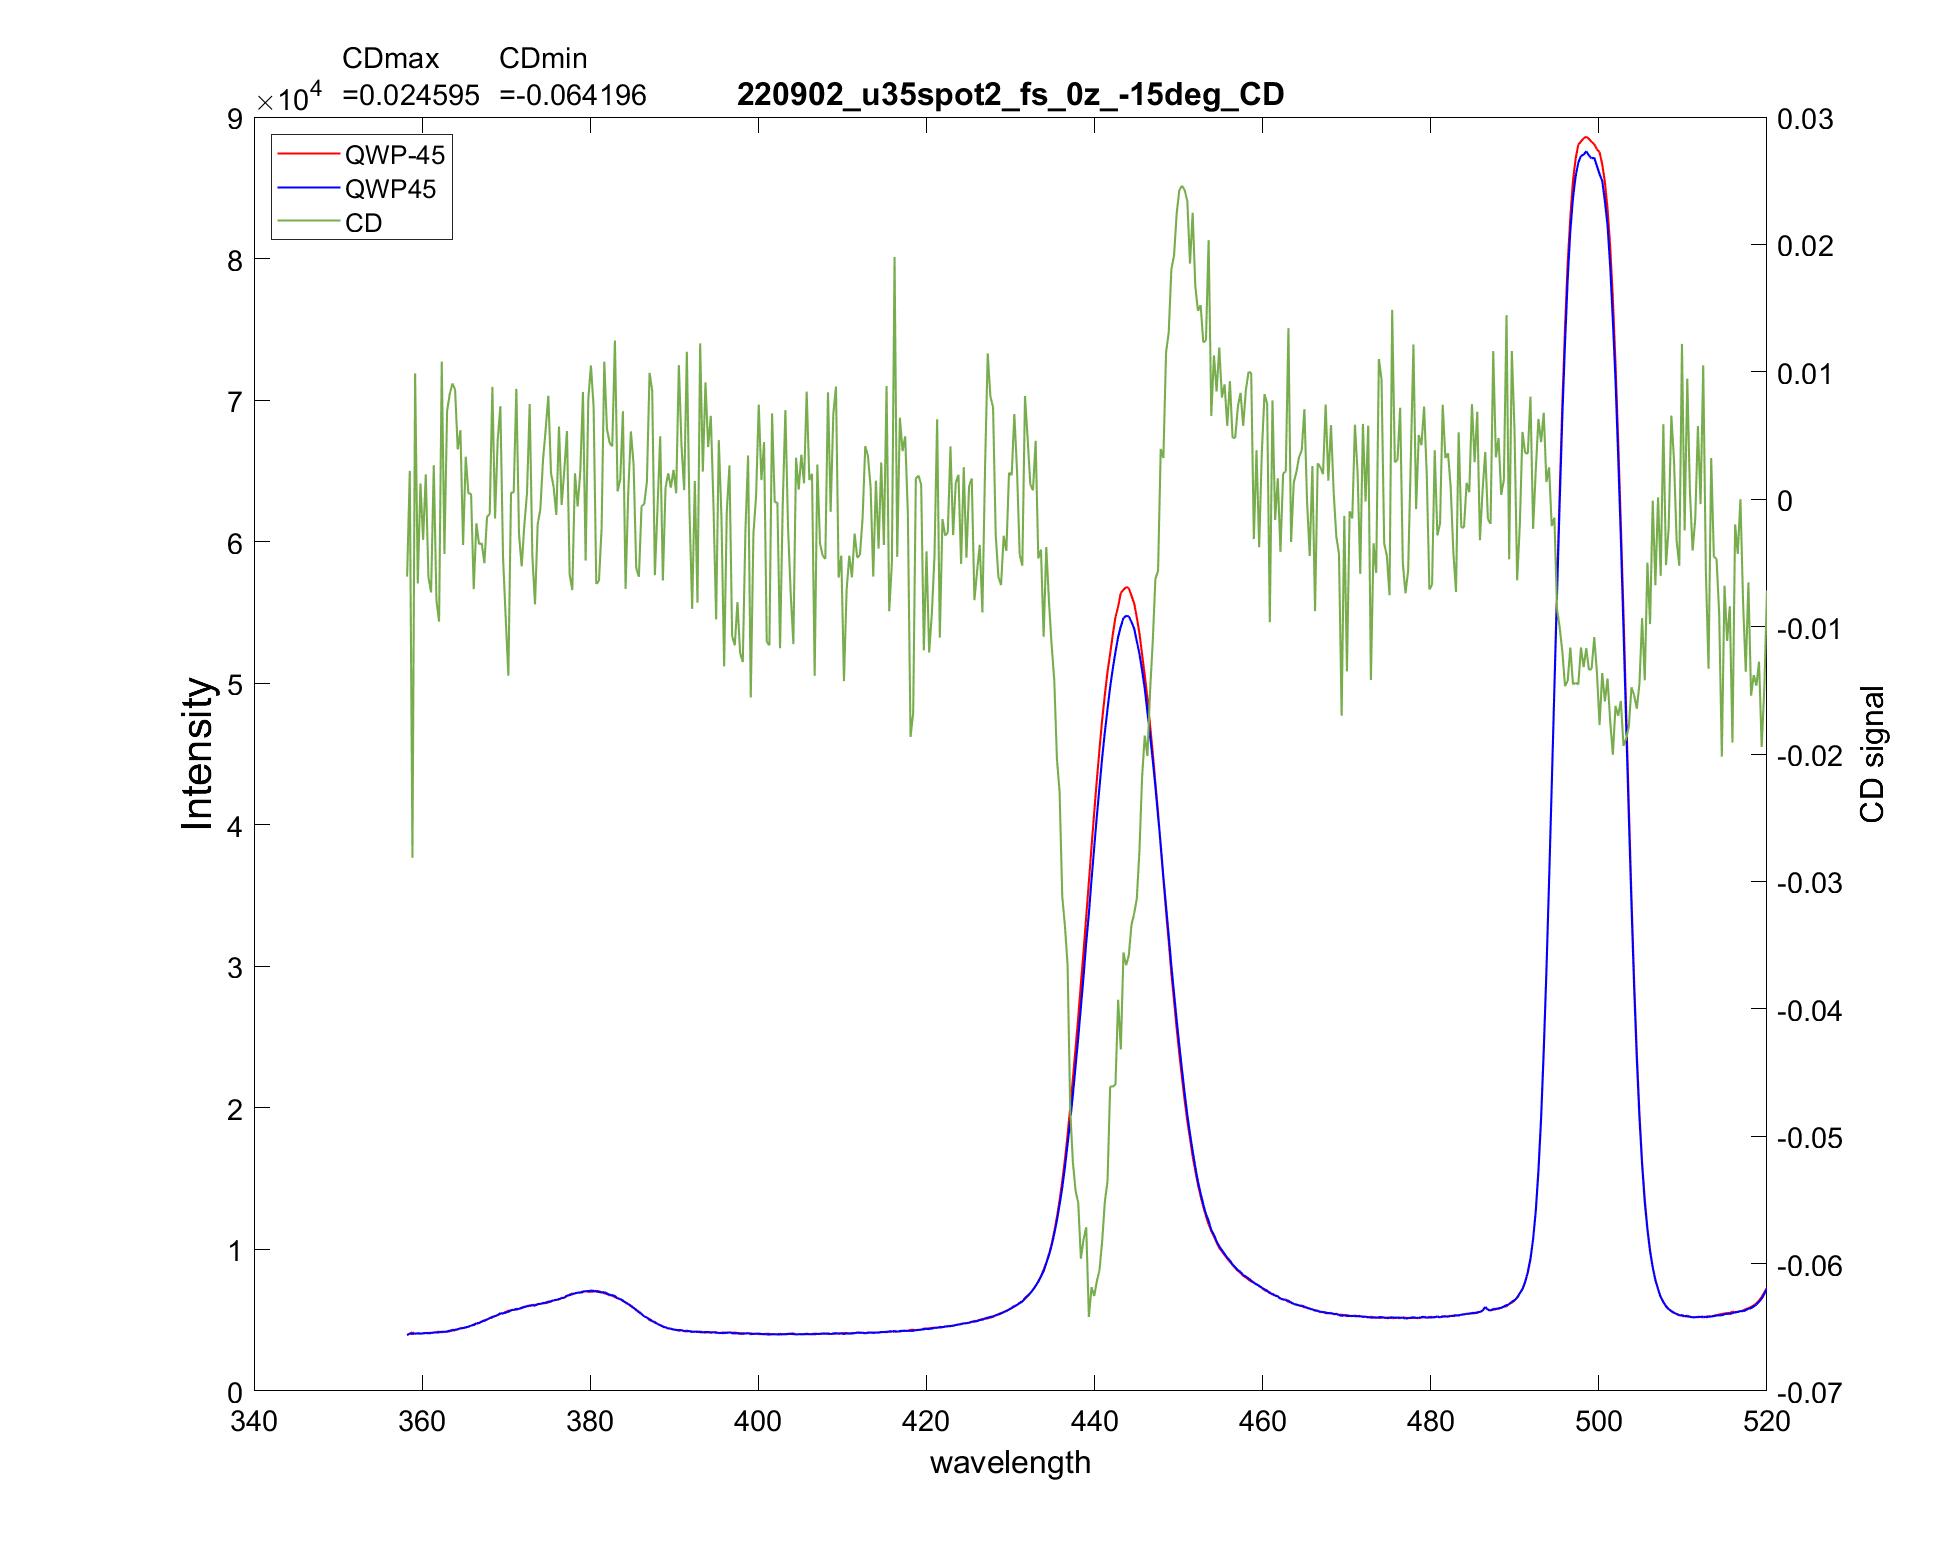 CDmax CDmin
=0.024595 =-0.064196
220902_u35spot2_fs_0z_-15deg_CD
×10^4
QWP-45
QWP45
CD
9
8
7
6
5
4
3
2
1
0
Intensity
0.03
0.02
0.01
0
-0.01
-0.02
-0.03
-0.04
-0.05
-0.06
-0.07
CD signal
340 360 380 400 420 440 460 480 500 520
wavelength